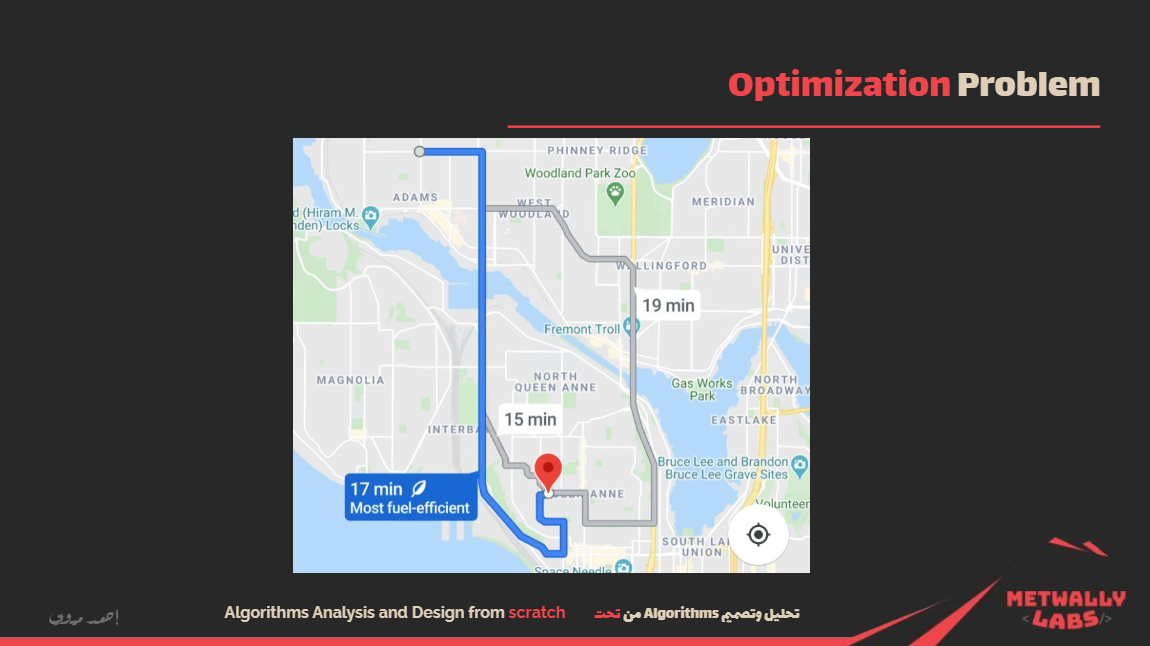 Optimization Problem
PHINNEY RIDGE
Woodland Park Zoo
ADAMS
MERIDIAN
WEST
WOODLAND
d (Hiram M.
nden) Locks
UNIVE
DIST
WALLINGFORD
19 min
Fremont Troll
MAGNOLIA
NORTH
QUEEN ANNE
Gas Works
Park
NORTH
BROADWAY
15 min
EASTLAKE
INTERBA
Bruce Lee and Brandon
Bruce Lee Grave Sites
17 min
Most fuel-efficient
ANNE
Volunteer
SOUTH LA
UNION
Space Needle
Algorithms Analysis and Design from scratch
تحليل وتصميم Algorithms من تحت
METWALLY
<LABS/>